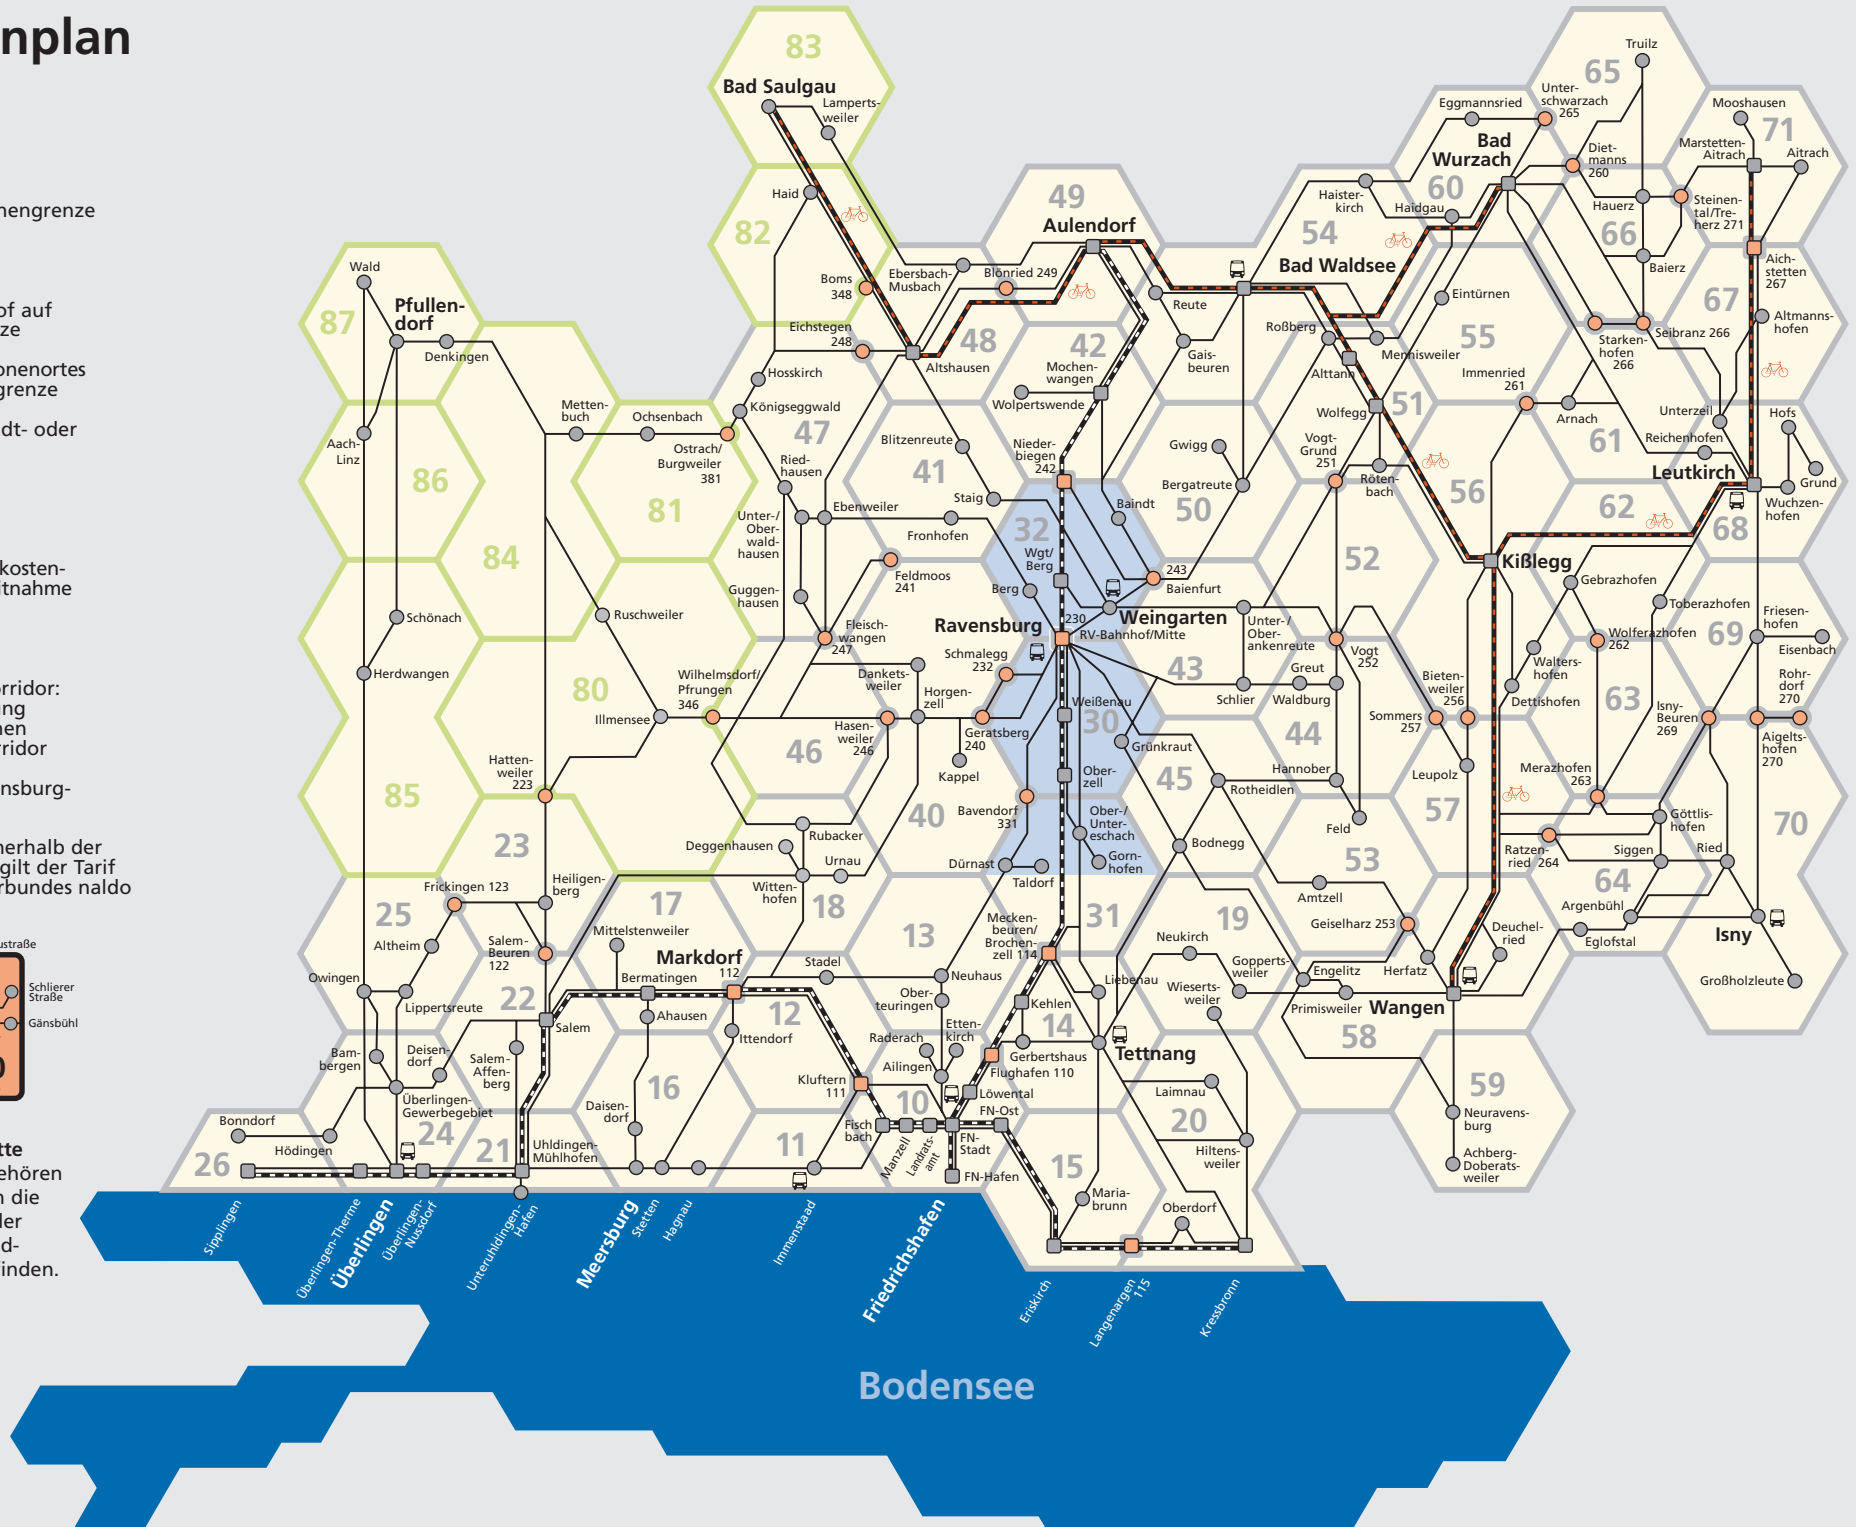 nplan
nengrenze
of auf
ze
onenortes
grenze
dt- oder
kosten-
itnahme
orridor:
ung
nen
rridor
nsburg-
nerhalb der
gilt der Tarif
rbundes naldo
ustraße
Schlierer
Straße
Gänsbühl
tte
ehören
n die
der
d-
finden.
83
Bad Saulgau
Lamperts-
weiler
82
Haid
Boms
348
Ebersbach-
Musbach
49
Aulendorf
Blönried 249
Eichstegen
248
Altshausen
48
42
Mochen-
wangen
Wolpertswende
Reute
Gais-
beuren
54
Bad Waldsee
Haister-
kirch
Haidgau
60
Eggmannsried
Bad
Wurzach
Unter-
schwarzach
265
65
Truilz
Diet-
manns
260
Hauerz
66
Baierz
Steinen-
tal/Tre-
herz 271
Marstetten-
Aitrach
Mooshausen
71
Aitrach
Aich-
stetten
267
67
Altmanns-
hofen
Seibranz 266
Starken-
hofen
266
Eintürnen
55
Mennisweiler
Roßberg
Alttann
Wolfegg
51
Immenried
261
Arnach
61
Unterzeil
Reichenhofen
Leutkirch
Hofs
Grund
Wuchzen-
hofen
68
62
87
Wald
Pfullen-
dorf
Denkingen
Aach-
Linz
86
84
Metten-
buch
Ochsenbach
Ostrach/
Burgweiler
381
81
Hosskirch
Königseggwald
47
Ried-
hausen
Unter-/
Ober-
wald-
hausen
Ebenweiler
Blitzenreute
41
Staig
Fronhofen
Nieder-
biegen
242
32
Wgt/
Berg
Berg
Baindt
243
Baienfurt
Gwigg
Bergatreute
50
Vogt-
Grund
251
Röten-
bach
52
56
Kißlegg
Gebrazhofen
Toberazhofen
Friesen-
hofen
69
Eisenbach
Feldmoos
241
Guggen-
hausen
Fleisch-
wangen
247
Ravensburg
230
RV-Bahnhof/Mitte
Weingarten
Unter-/
Ober-
ankenreute
43
Schlier
Greut
Waldburg
Vogt
252
Schmalegg
232
Dankets-
weiler
Horgen-
zell
Hasen-
weiler
246
Geratsberg
240
Kappel
Weißenau
30
Grünkraut
Ober-
zell
Ober-/
Unter-
eschach
Gorn-
hofen
Bavendorf
331
Dürnast
Taldorf
Schönach
Ruschweiler
Herdwangen
80
Illmensee
Wilhelmsdorf/
Pfrungen
346
46
40
85
Hatten-
weiler
223
23
Rubacker
Deggenhausen
Urnau
Witten-
hofen
44
45
Hannober
Rotheidlen
Feld
53
Bodnegg
Amtzell
Geiselharz 253
Herfatz
Deuchel-
ried
Bieten-
weiler
256
Sommers
257
Leupolz
57
Walters-
hofen
Dettishofen
Wolferazhofen
262
63
Merazhofen
263
Ratzen-
ried 264
Isny-
Beuren
269
Rohr-
dorf
270
Aigelts-
hofen
270
70
Göttlis-
hofen
Siggen
Ried
64
Argenbühl
Eglofstal
Isny
Großholzleute
25
Frickingen 123
Heiligen-
berg
Altheim
Salem-
Beuren
122
Owingen
Lippertsreute
22
Salem
17
Mittelstenweiler
Bermatingen
Markdorf
112
18
Stadel
13
Neuhaus
Ober-
teuringen
12
Ahausen
Ittendorf
Mecken-
beuren/
Brochen-
zell 114
31
Liebenau
Kehlen
14
Gerbertshaus
Tettnang
Flughafen 110
Löwental
FN-Ost
Raderach
Etten-
kirch
Ailingen
19
Neukirch
Wieserts-
weiler
Gopperts-
weiler
Engelitz
Primisweiler
Wangen
58
59
Neuravens-
burg
Achberg-
Doberats-
weiler
Laimnau
20
Hiltens-
weiler
Bam-
bergen
Deisen-
dorf
Salem-
Affen-
berg
Überlingen-
Gewerbegebiet
24
Bonndorf
Hödingen
26
21
Uhldingen-
Mühlhofen
16
Daisen-
dorf
11
Kluftern
111
10
Fisch
bach
Manzell
Landrats-
amt
FN-
Stadt
FN-Hafen
15
Maria-
brunn
Oberdorf
Sipplingen
Überlingen-Therme
Überlingen
Überlingen-
Nussdorf
Unteruhldingen-
Hafen
Meersburg
Stetten
Hagnau
Immenstaad
Friedrichshafen
Eriskirch
Langenargen
115
Kressbronn
Bodensee